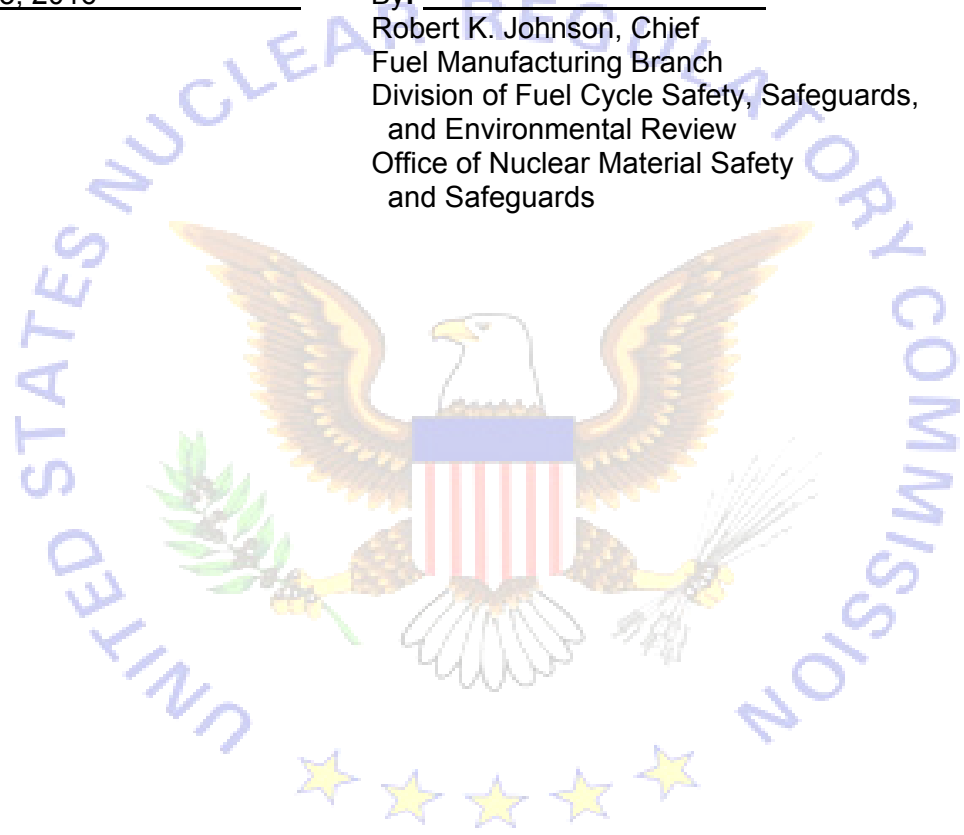 By:
Robert K. Johnson, Chief
Fuel Manufacturing Branch
Division of Fuel Cycle Safety, Safeguards,
and Environmental Review
Office of Nuclear Material Safety
and Safeguards
UNITED STATES NUCLEAR REGULATORY COMMISSION